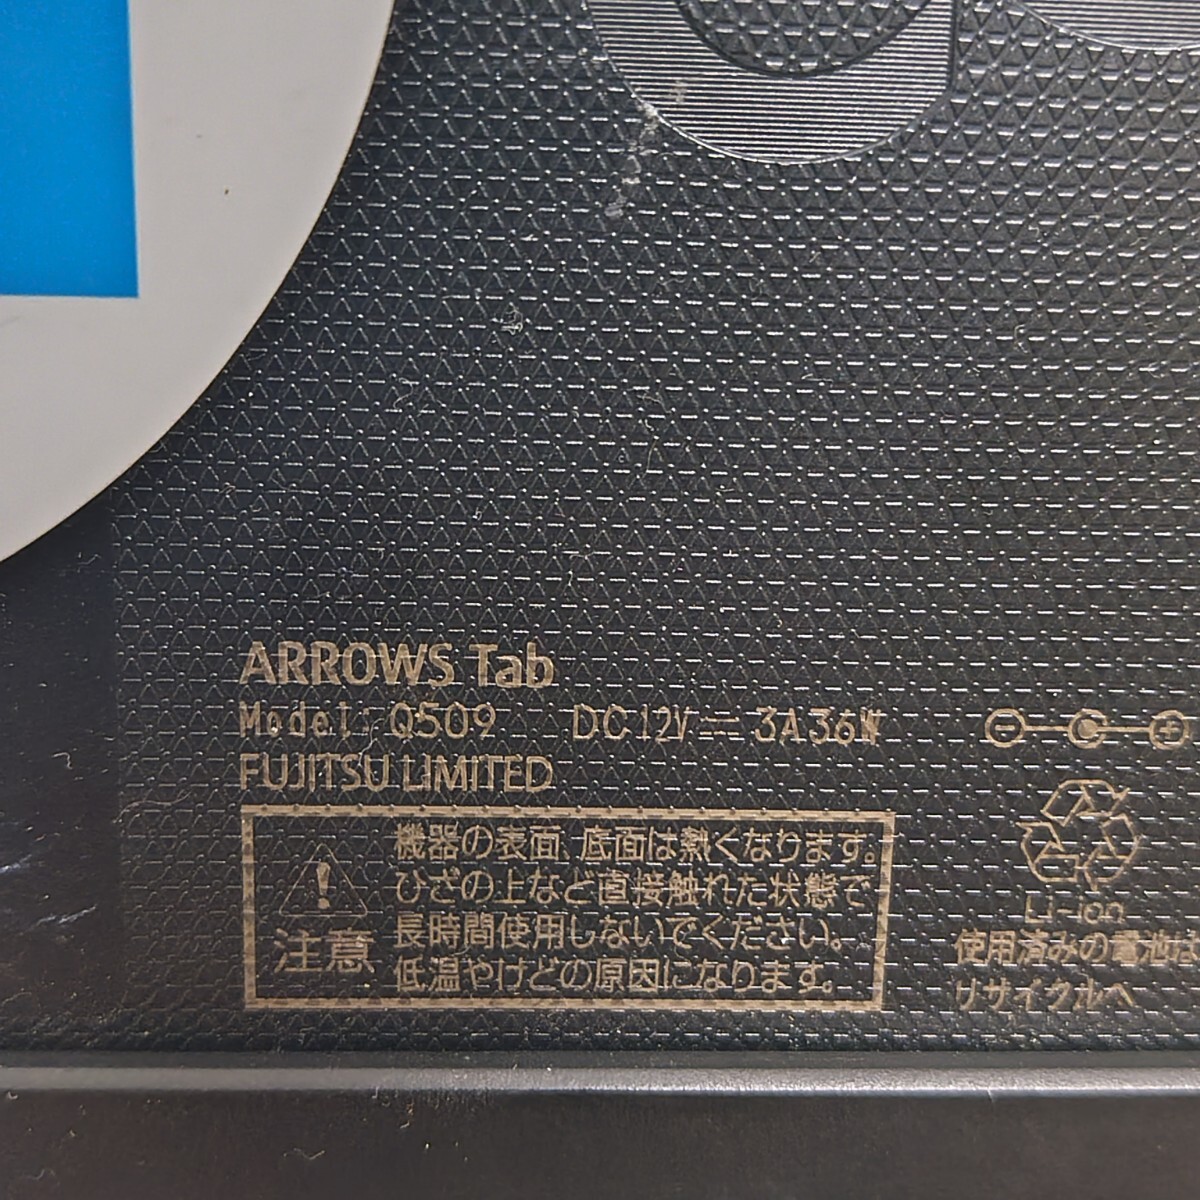 ARROWS Tab
Model: Q509 DC12V⎓3A36W
FUJITSU LIMITED
注意
機器の表面、底面は熱くなります。
ひざの上など直接触れた状態で
長時間使用しないでください。
低温やけどの原因になります。
Li-ion
使用済みの電池は
リサイクルへ